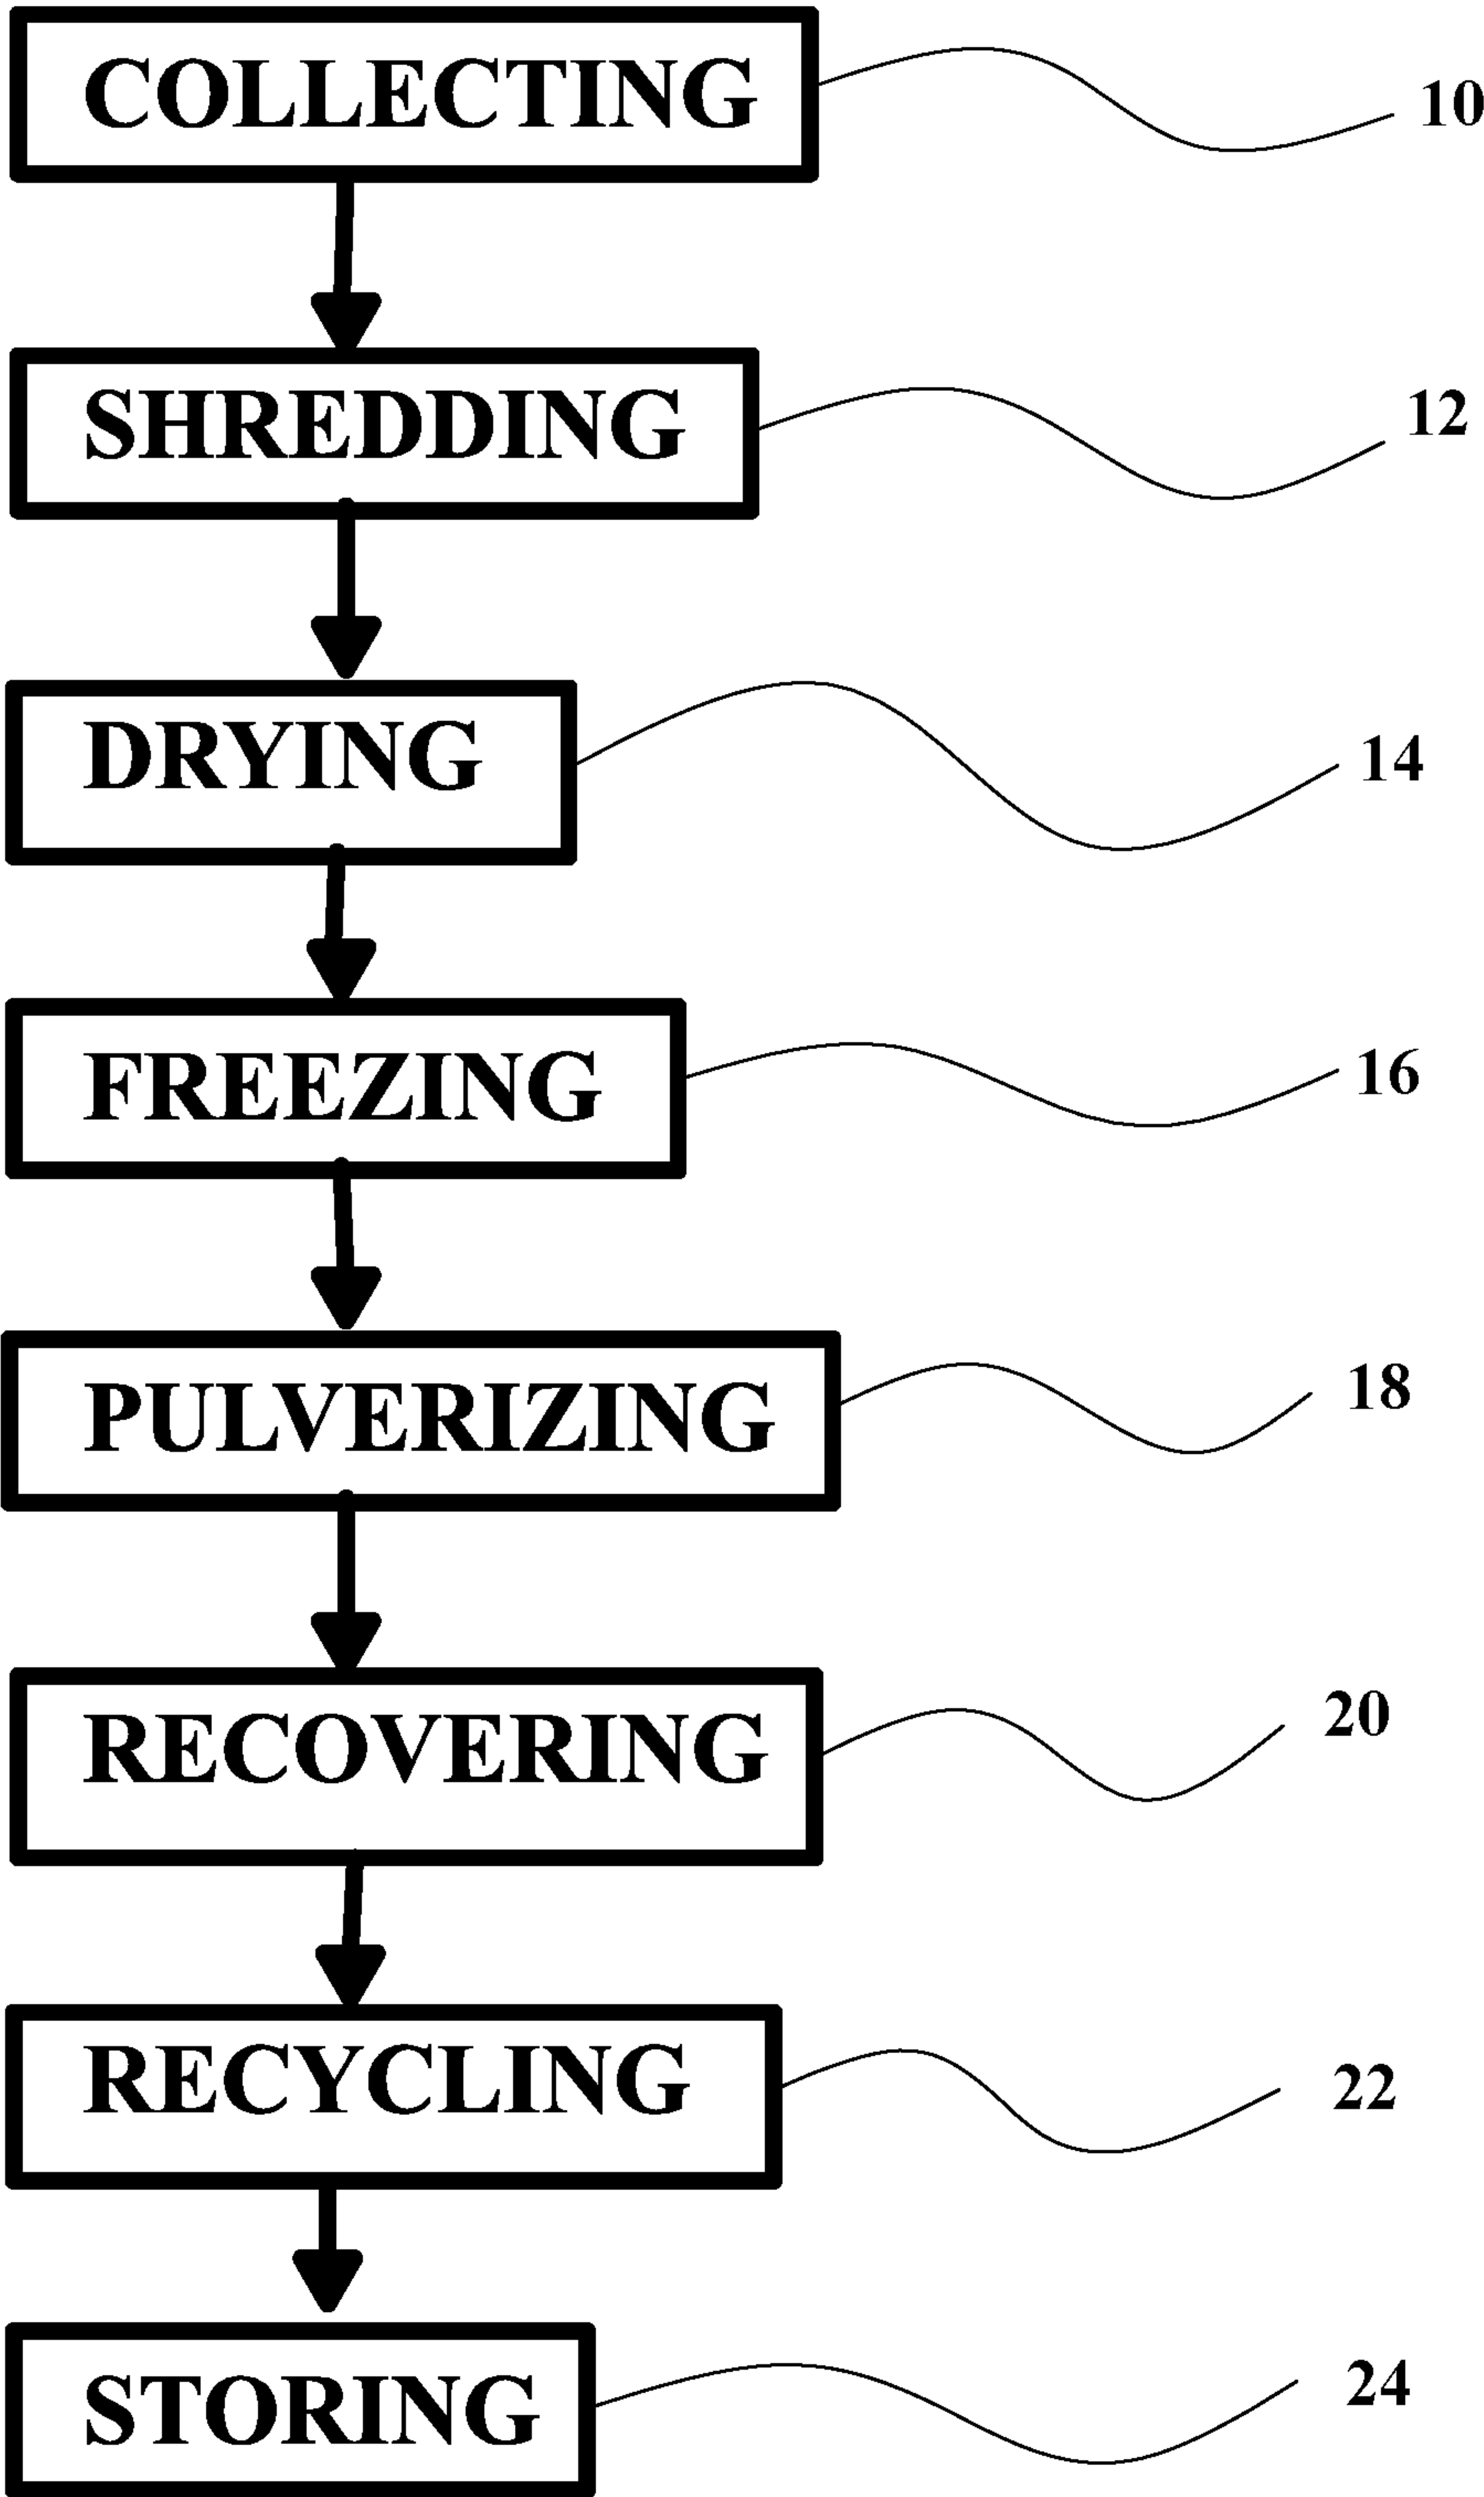 COLLECTING 10
SHREDDING 12
DRYING 14
FREEZING 16
PULVERIZING 18
RECOVERING 20
RECYCLING 22
STORING 24